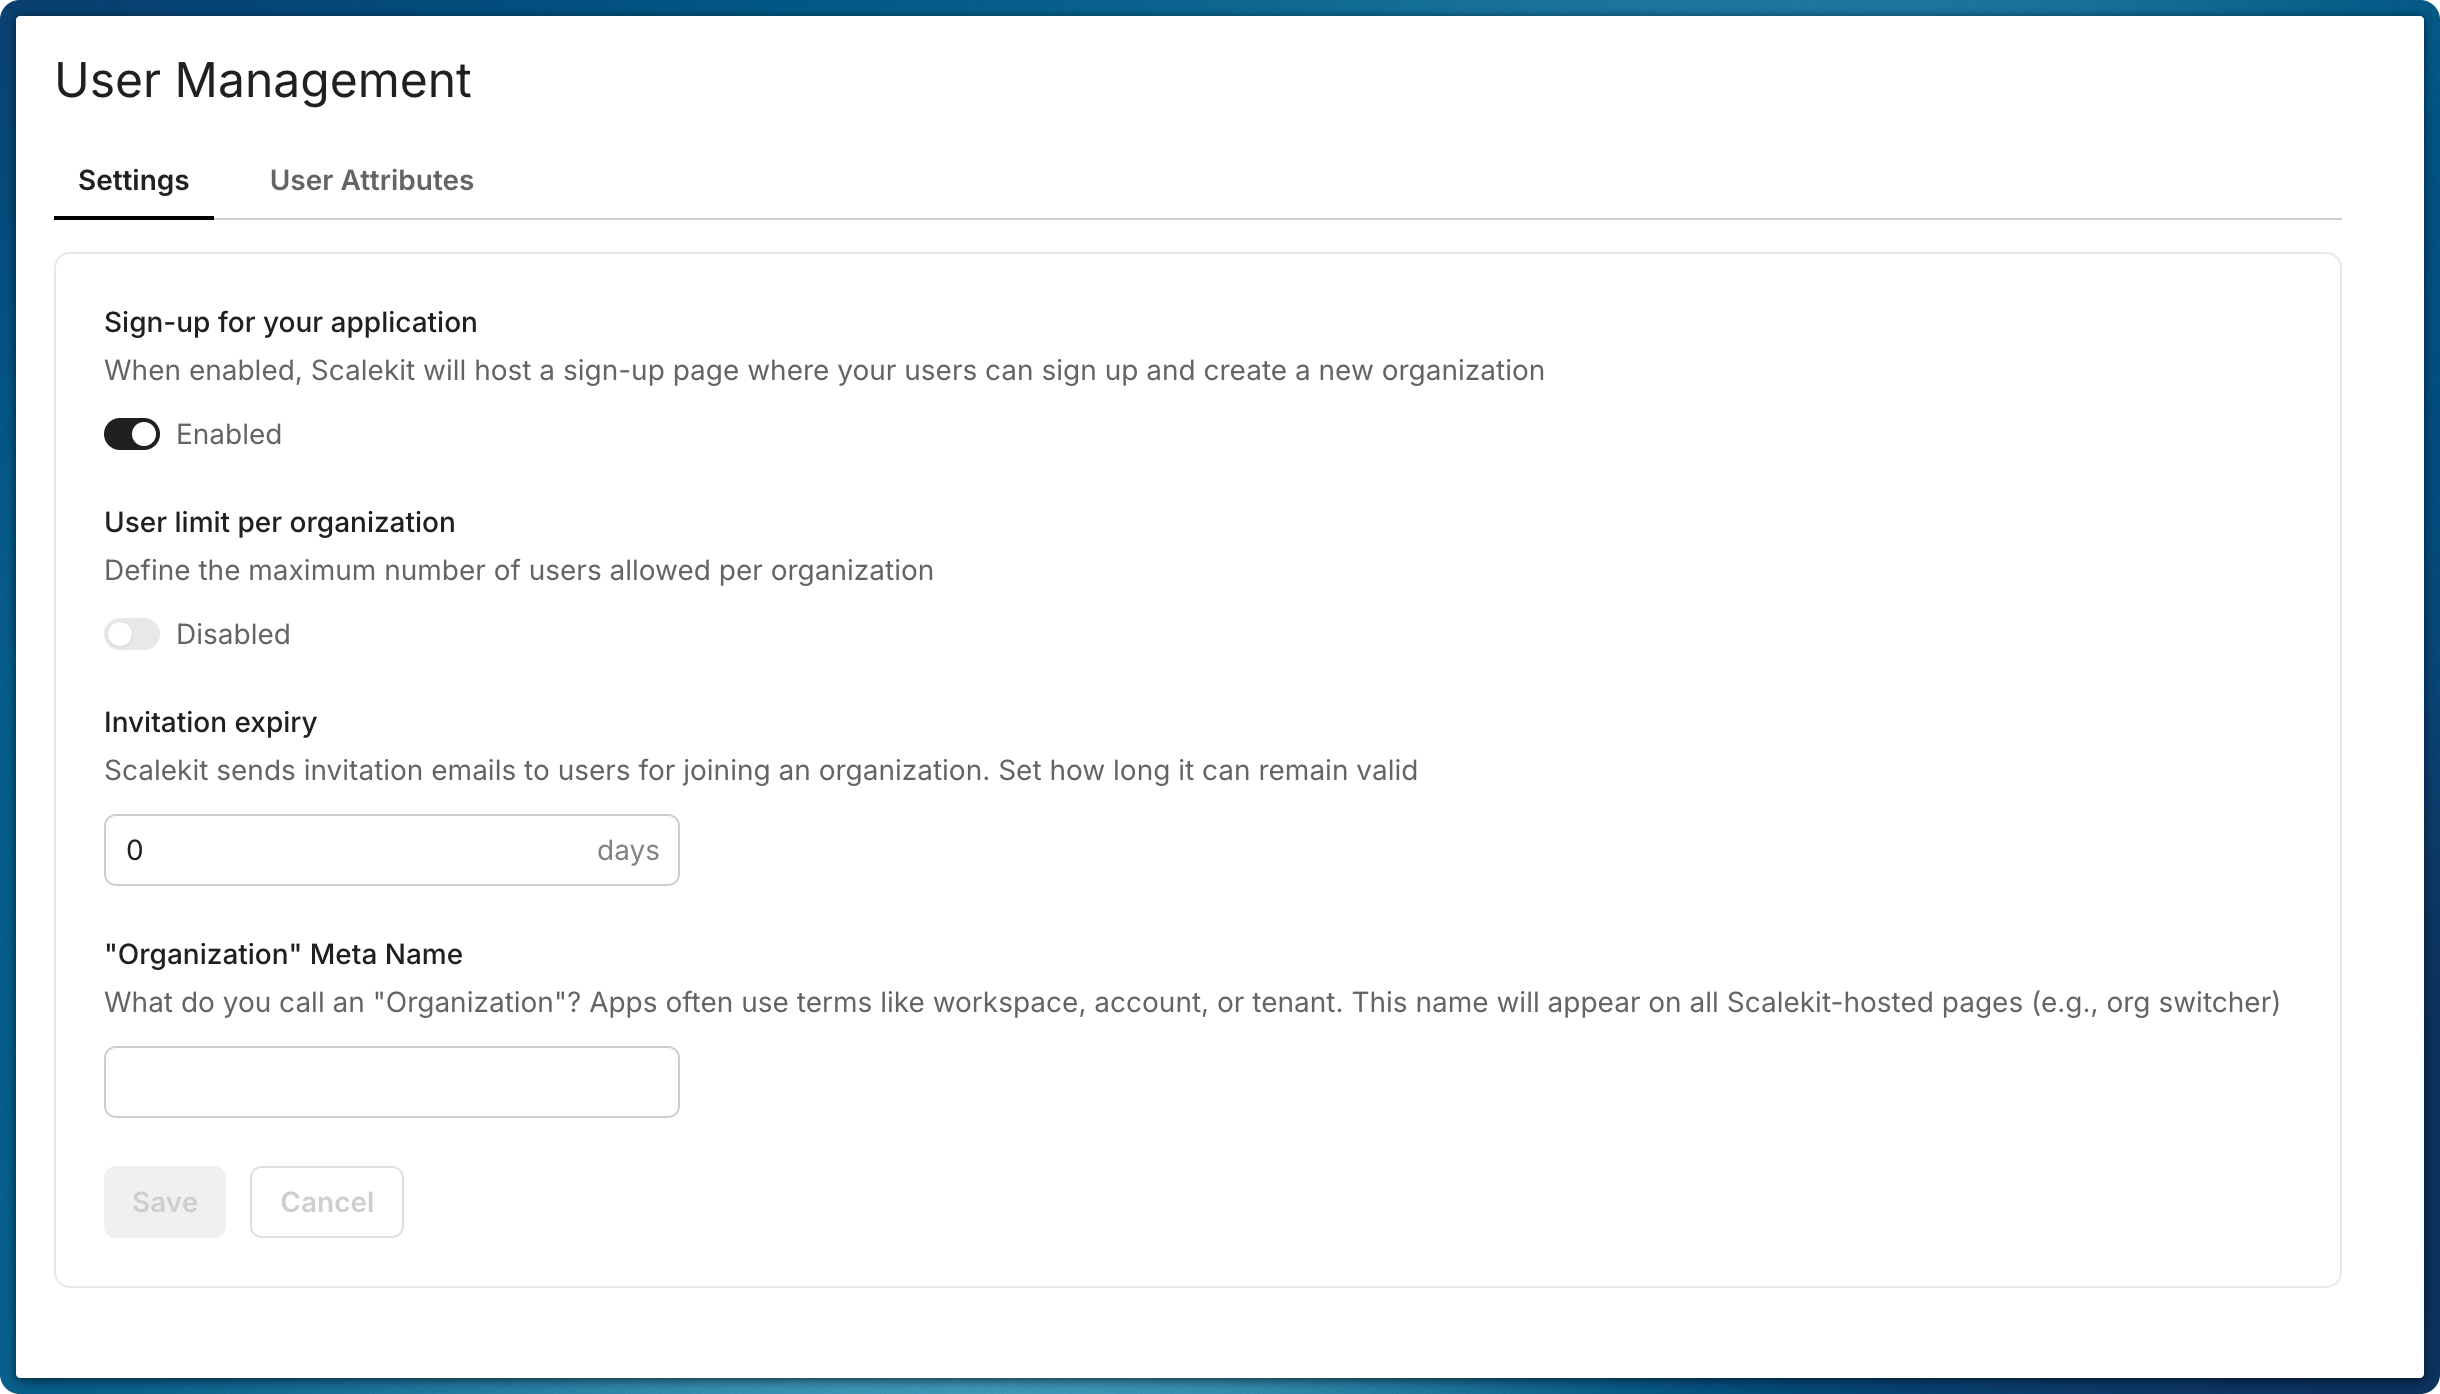 User Management
Settings
User Attributes
Sign-up for your application
When enabled, Scalekit will host a sign-up page where your users can sign up and create a new organization
Enabled
User limit per organization
Define the maximum number of users allowed per organization
Disabled
Invitation expiry
Scalekit sends invitation emails to users for joining an organization. Set how long it can remain valid
0 days
"Organization" Meta Name
What do you call an "Organization"? Apps often use terms like workspace, account, or tenant. This name will appear on all Scalekit-hosted pages (e.g., org switcher)
Save
Cancel